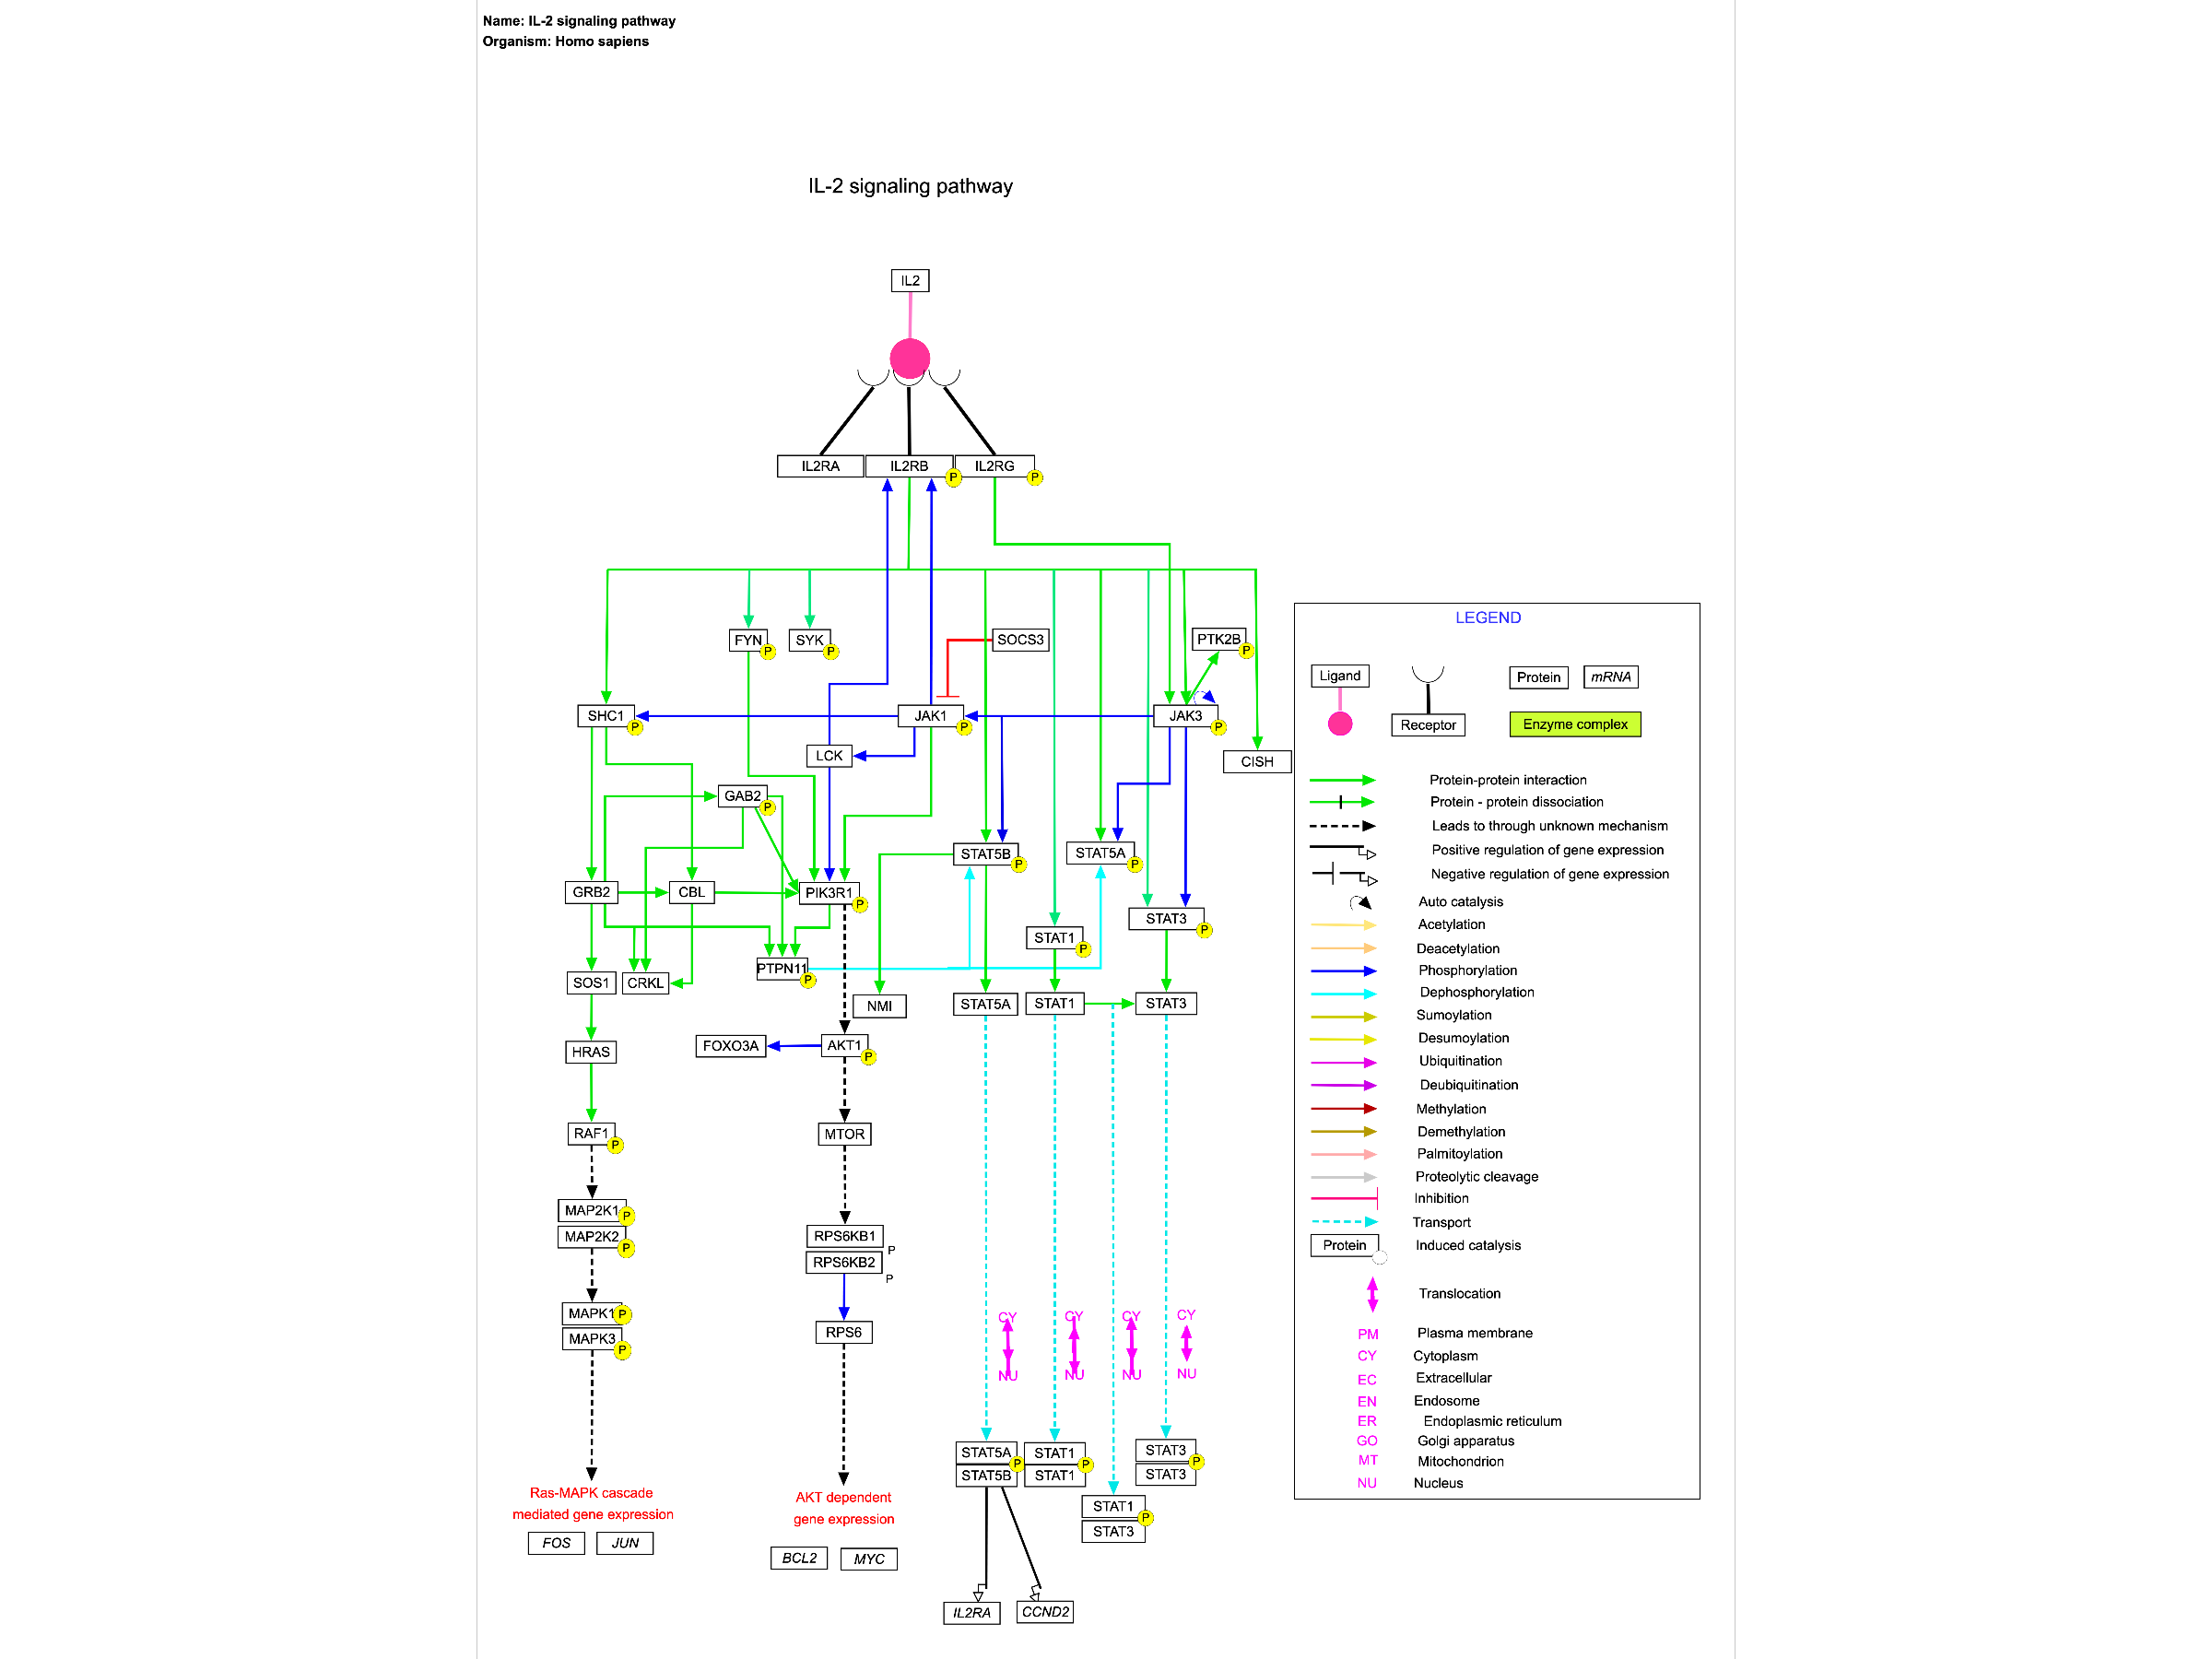 Name: IL-2 signaling pathway
Organism: Homo sapiens
IL-2 signaling pathway
IL2
IL2RA
IL2RB
P
IL2RG
P
FYN
P
SYK
P
SOCS3
PTK2B
P
SHC1
P
JAK1
P
JAK3
P
LCK
CISH
GAB2
P
STAT5B
P
STAT5A
P
GRB2
CBL
PIK3R1
P
STAT3
P
STAT1
P
PTPN11
P
SOS1
CRKL
NMI
STAT5A
STAT1
STAT3
FOXO3A
AKT1
P
HRAS
RAF1
P
MTOR
MAP2K1
P
MAP2K2
P
RPS6KB1
P
RPS6KB2
P
MAPK1
P
MAPK3
P
RPS6
CY
CY
CY
CY
NU
NU
NU
NU
STAT5A
P
STAT5B
STAT1
P
STAT1
STAT3
P
STAT3
STAT1
P
STAT3
Ras-MAPK cascade
mediated gene expression
FOS
JUN
AKT dependent
gene expression
BCL2
MYC
IL2RA
CCND2
LEGEND
Ligand
Receptor
Protein
mRNA
Enzyme complex
Protein-protein interaction
Protein - protein dissociation
Leads to through unknown mechanism
Positive regulation of gene expression
Negative regulation of gene expression
Auto catalysis
Acetylation
Deacetylation
Phosphorylation
Dephosphorylation
Sumoylation
Desumoylation
Ubiquitination
Deubiquitination
Methylation
Demethylation
Palmitoylation
Proteolytic cleavage
Inhibition
Transport
Protein
Induced catalysis
Translocation
PM Plasma membrane
CY Cytoplasm
EC Extracellular
EN Endosome
ER Endoplasmic reticulum
GO Golgi apparatus
MT Mitochondrion
NU Nucleus